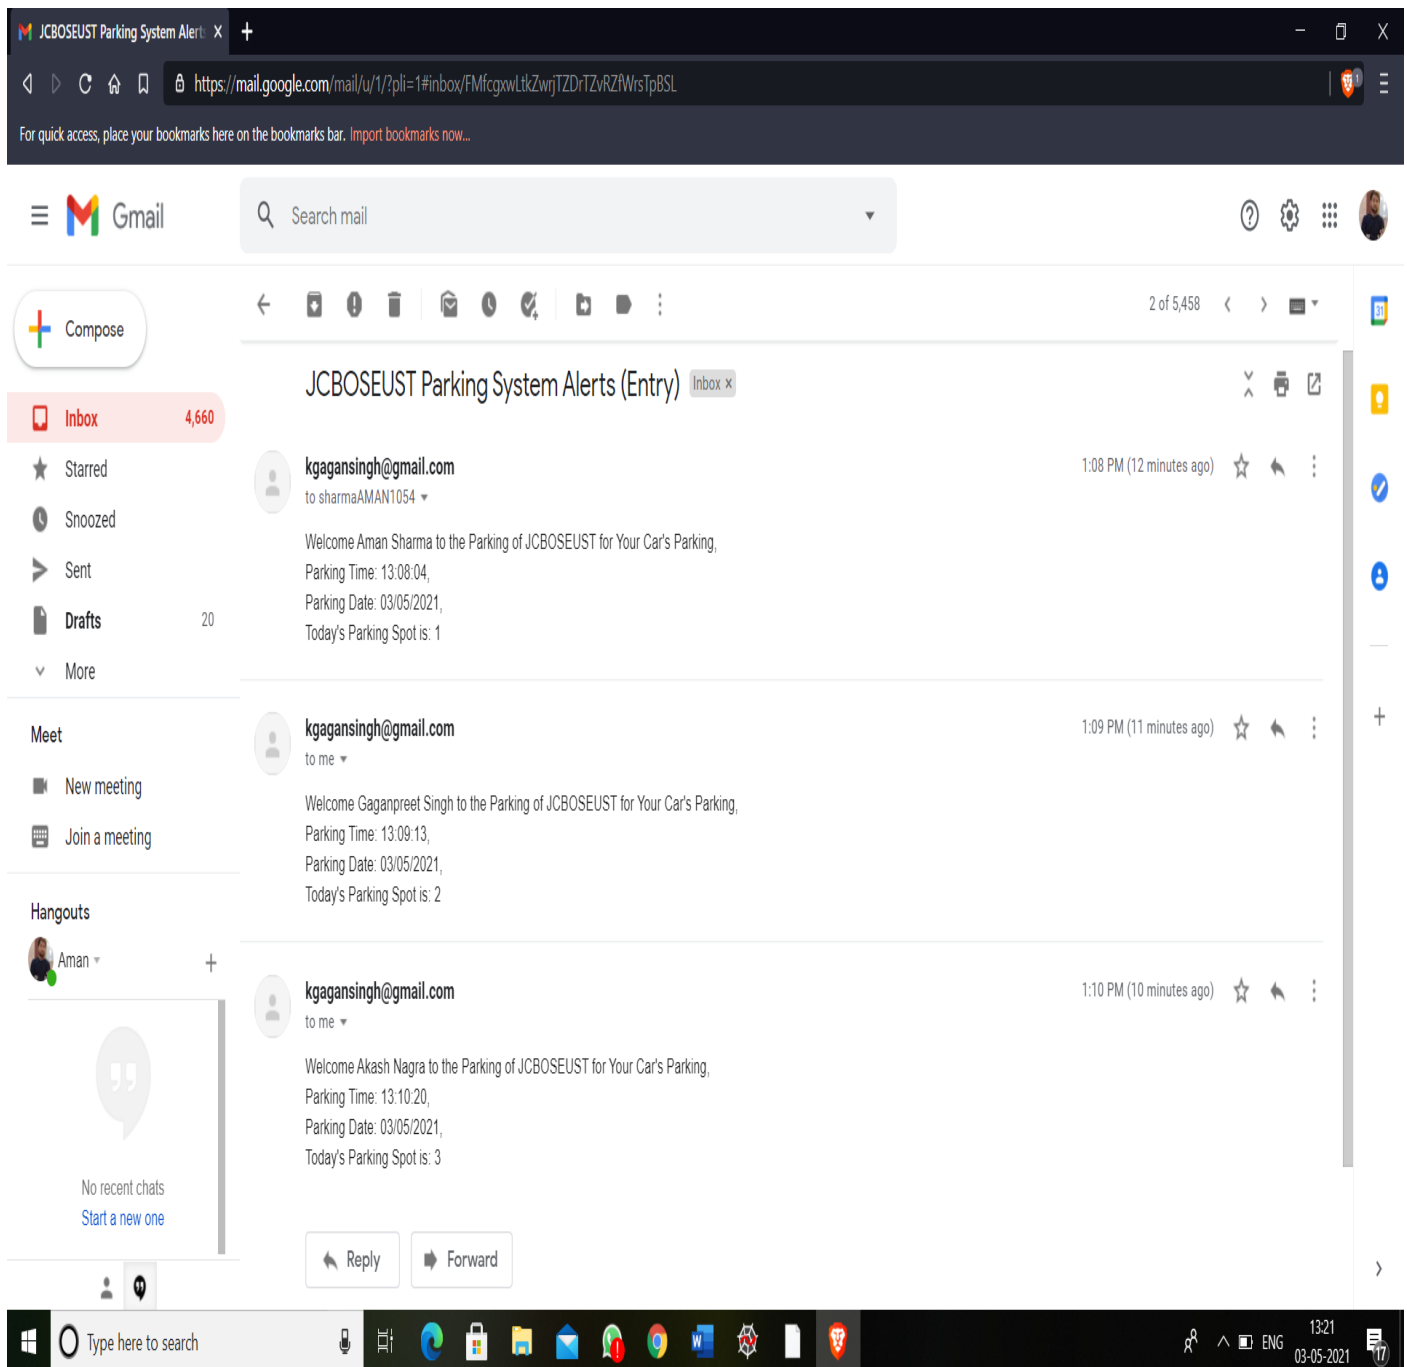 JCBOSEUST Parking System Alert
https://mail.google.com/mail/u/1/?pli=1#inbox/FMfcgxwLtkZwrjTZDrTZvRZfWrsTpBSL
1
For quick access, place your bookmarks here on the bookmarks bar. Import bookmarks now...
Gmail
Search mail
Compose
2 of 5,458
31
JCBOSEUST Parking System Alerts (Entry) Inbox x
Inbox 4,660
Starred
Snoozed
Sent
Drafts 20
More
Meet
New meeting
Join a meeting
Hangouts
Aman
No recent chats
Start a new one
kgagansingh@gmail.com 1:08 PM (12 minutes ago)
to sharmaAMAN1054
Welcome Aman Sharma to the Parking of JCBOSEUST for Your Car's Parking,
Parking Time: 13:08:04,
Parking Date: 03/05/2021,
Today's Parking Spot is: 1
kgagansingh@gmail.com 1:09 PM (11 minutes ago)
to me
Welcome Gaganpreet Singh to the Parking of JCBOSEUST for Your Car's Parking,
Parking Time: 13:09:13,
Parking Date: 03/05/2021,
Today's Parking Spot is: 2
kgagansingh@gmail.com 1:10 PM (10 minutes ago)
to me
Welcome Akash Nagra to the Parking of JCBOSEUST for Your Car's Parking,
Parking Time: 13:10:20,
Parking Date: 03/05/2021,
Today's Parking Spot is: 3
Reply
Forward
Type here to search
W
ENG
13:21
03-05-2021
17